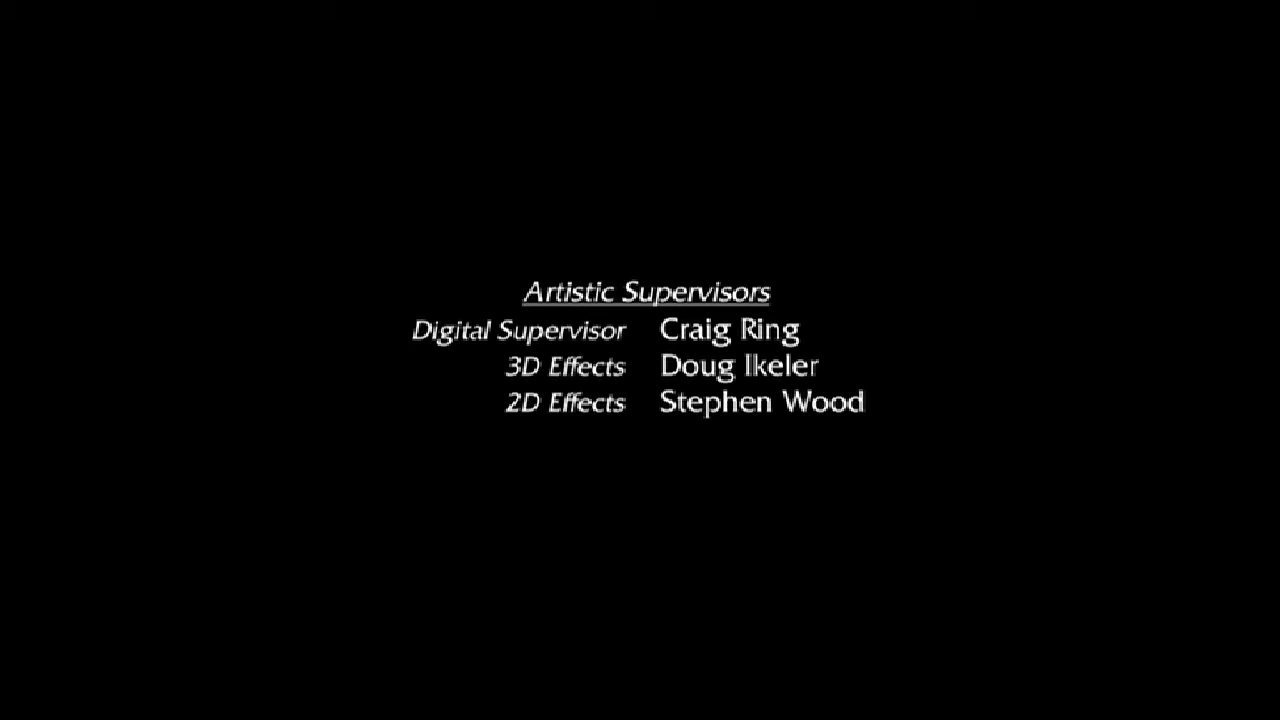 Artistic Supervisors
Digital Supervisor Craig Ring
3D Effects Doug Ikeler
2D Effects Stephen Wood